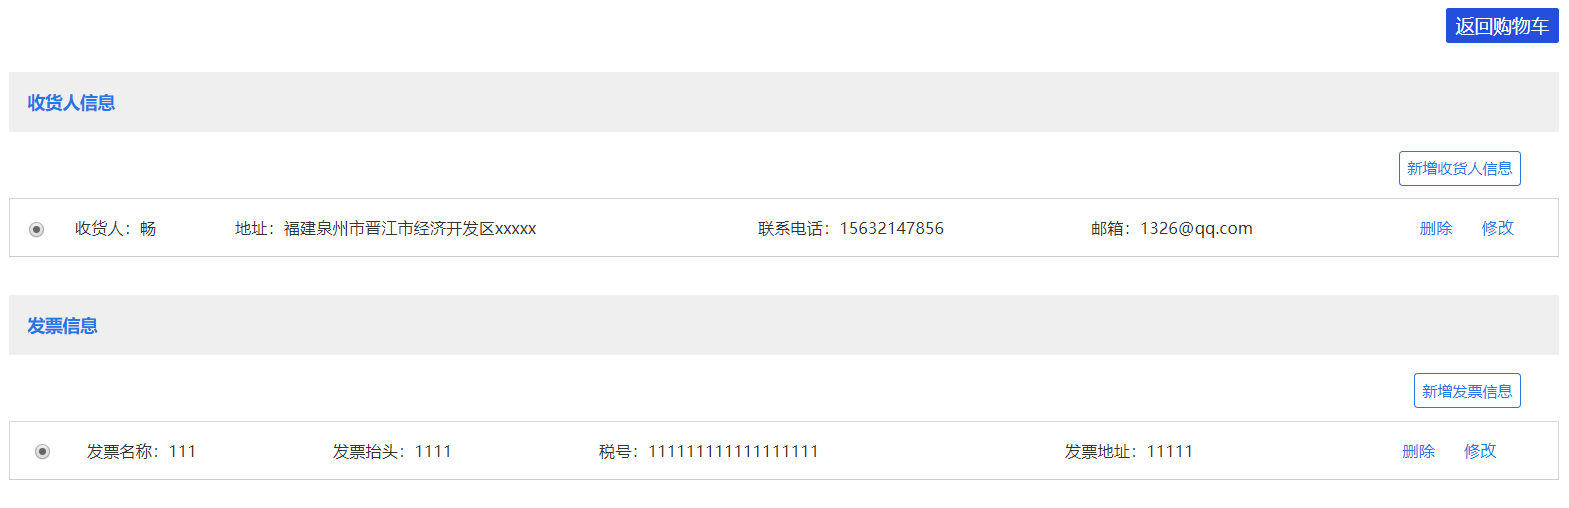 返回购物车
收货人信息
新增收货人信息
收货人：畅 地址：福建泉州市晋江市经济开发区xxxxx 联系电话：15632147856 邮箱：1326@qq.com 删除 修改
发票信息
新增发票信息
发票名称：111 发票抬头：1111 税号：111111111111111111 发票地址：11111 删除 修改